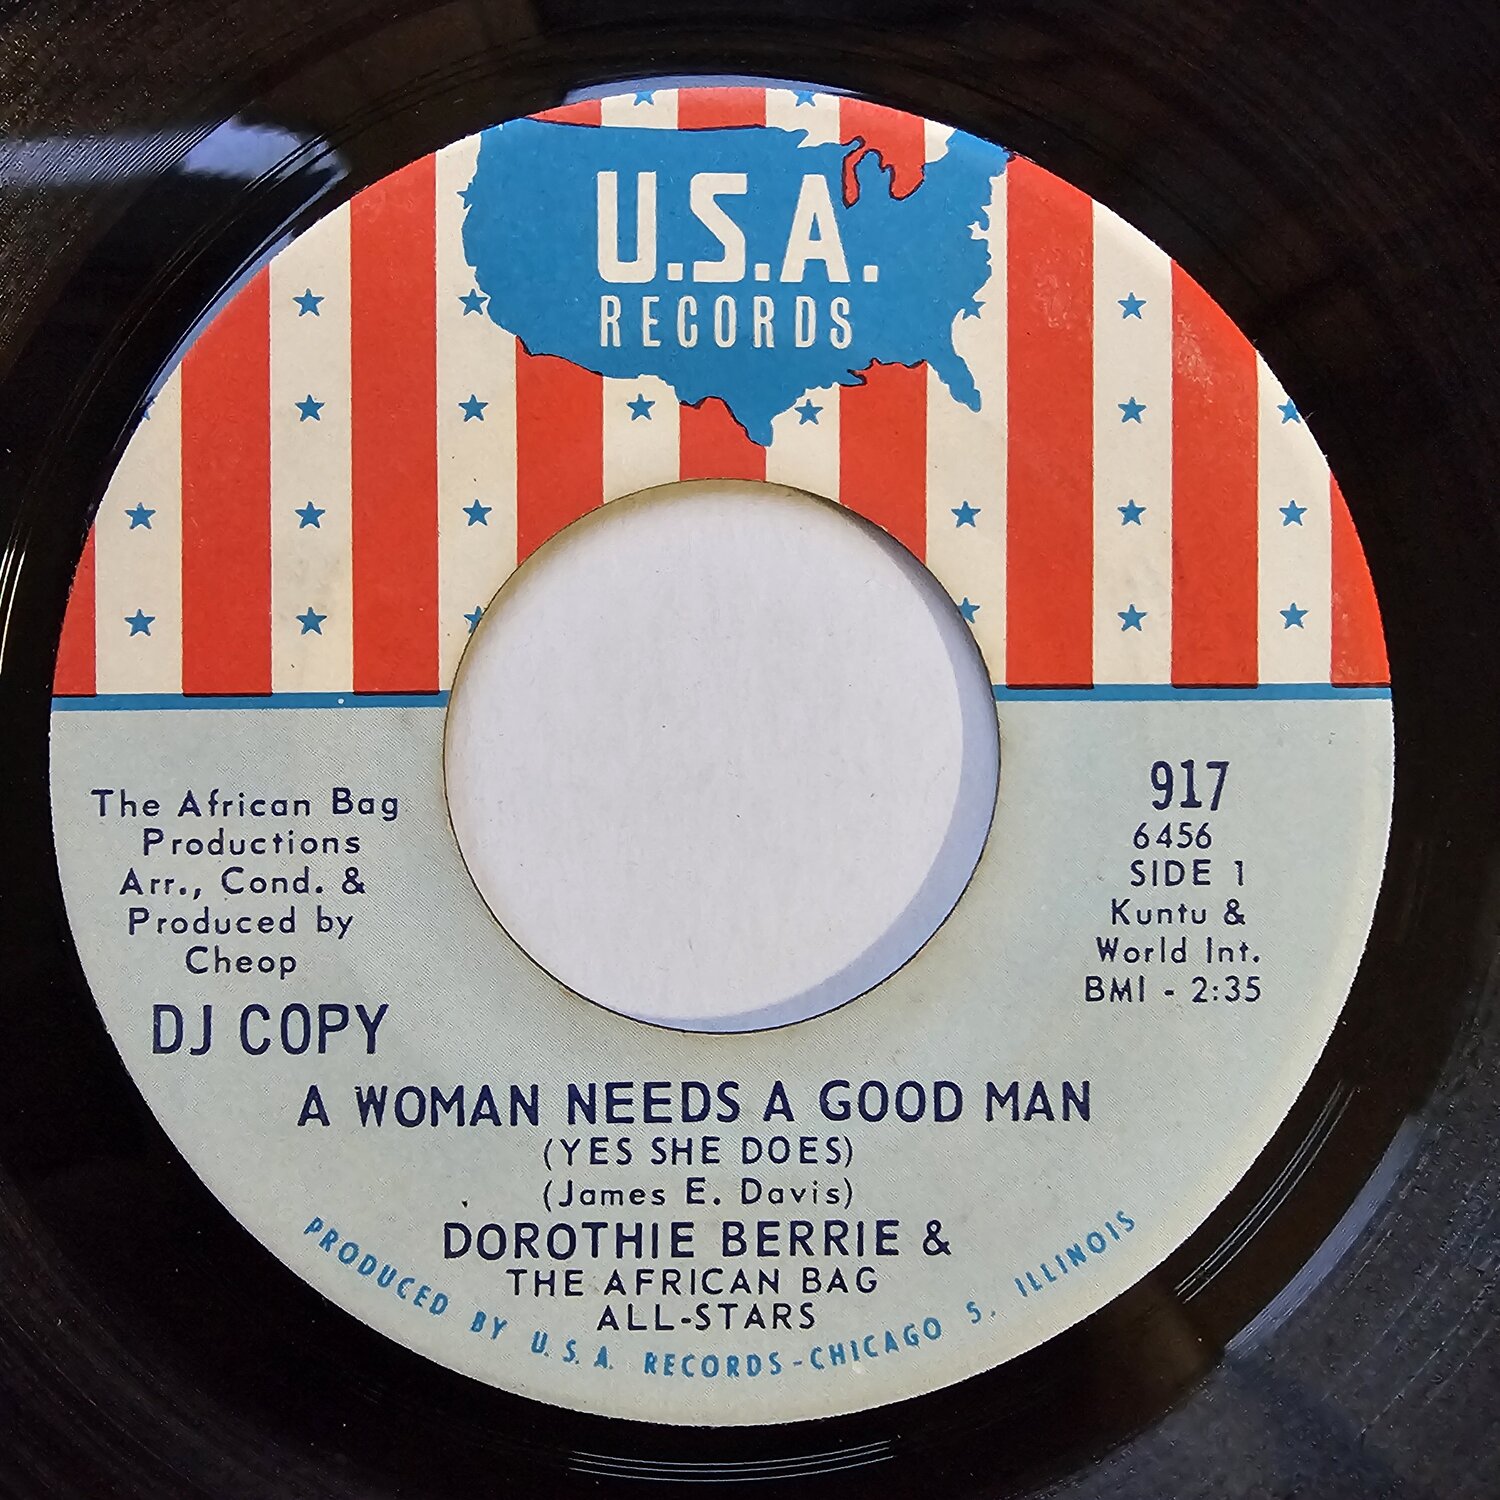 U.S.A.
RECORDS
The African Bag
Productions
Arr., Cond. &
Produced by
Cheop
DJ COPY
917
6456
SIDE 1
Kuntu &
World Int.
BMI - 2:35
A WOMAN NEEDS A GOOD MAN
(YES SHE DOES)
(James E. Davis)
DOROTHIE BERRIE &
THE AFRICAN BAG
ALL-STARS
PRODUCED BY U.S.A. RECORDS-CHICAGO 5, ILLINOIS